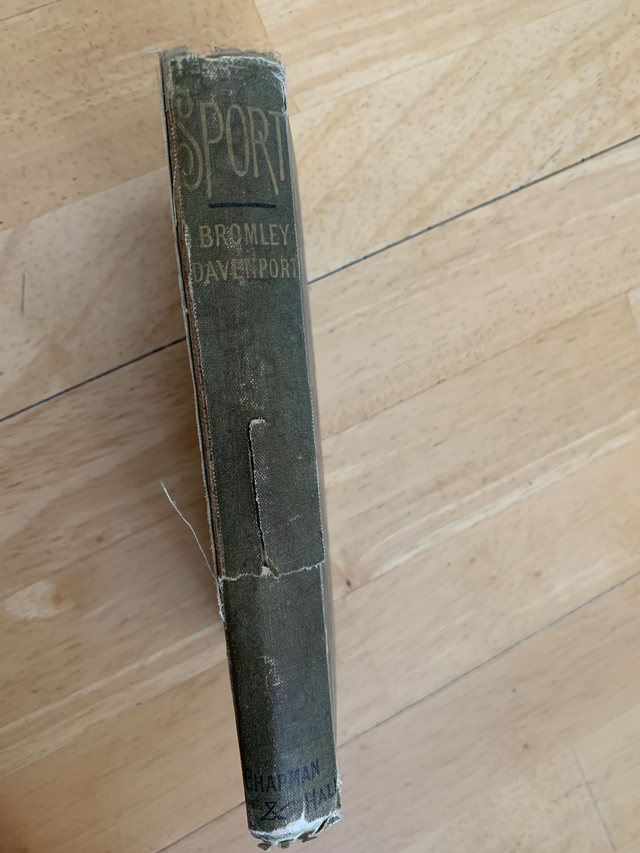 SPORT
BROMLEY
DAVENPORT
CHAPMAN
& HALL